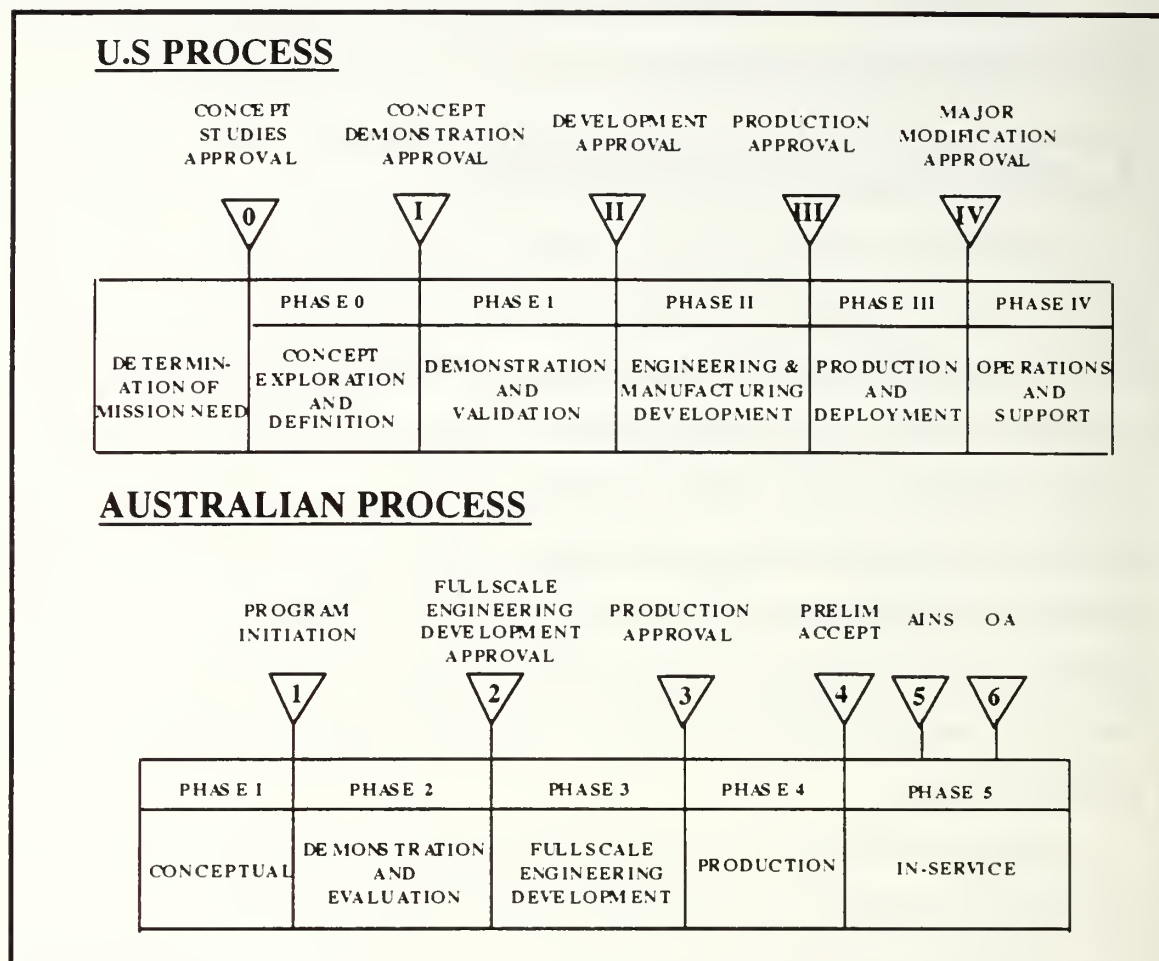 U.S PROCESS
CONCEPT
STUDIES
APPROVAL
CONCEPT
DEMONSTRATION
APPROVAL
DEVELOPMENT
APPROVAL
PRODUCTION
APPROVAL
MAJOR
MODIFICATION
APPROVAL
0
I
II
III
IV
PHASE 0
PHASE 1
PHASE II
PHASE III
PHASE IV
DETERMIN-
ATION OF
MISSION NEED
CONCEPT
EXPLORATION
AND
DEFINITION
DEMONSTRATION
AND
VALIDATION
ENGINEERING &
MANUFACTURING
DEVELOPMENT
PRODUCTION
AND
DEPLOYMENT
OPERATIONS
AND
SUPPORT
AUSTRALIAN PROCESS
PROGRAM
INITIATION
FULLSCALE
ENGINEERING
DEVELOPMENT
APPROVAL
PRODUCTION
APPROVAL
PRELIM
ACCEPT
AINS
OA
1
2
3
4
5
6
PHASE 1
PHASE 2
PHASE 3
PHASE 4
PHASE 5
CONCEPTUAL
DEMONSTRATION
AND
EVALUATION
FULLSCALE
ENGINEERING
DEVELOPMENT
PRODUCTION
IN-SERVICE